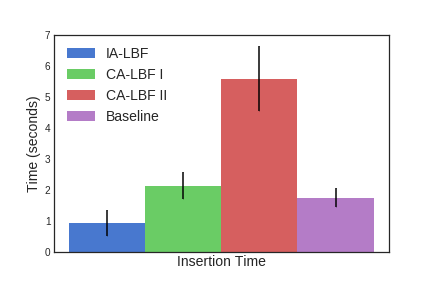 7
6
5
4
3
2
1
0
Time (seconds)
IA-LBF
CA-LBF I
CA-LBF II
Baseline
Insertion Time